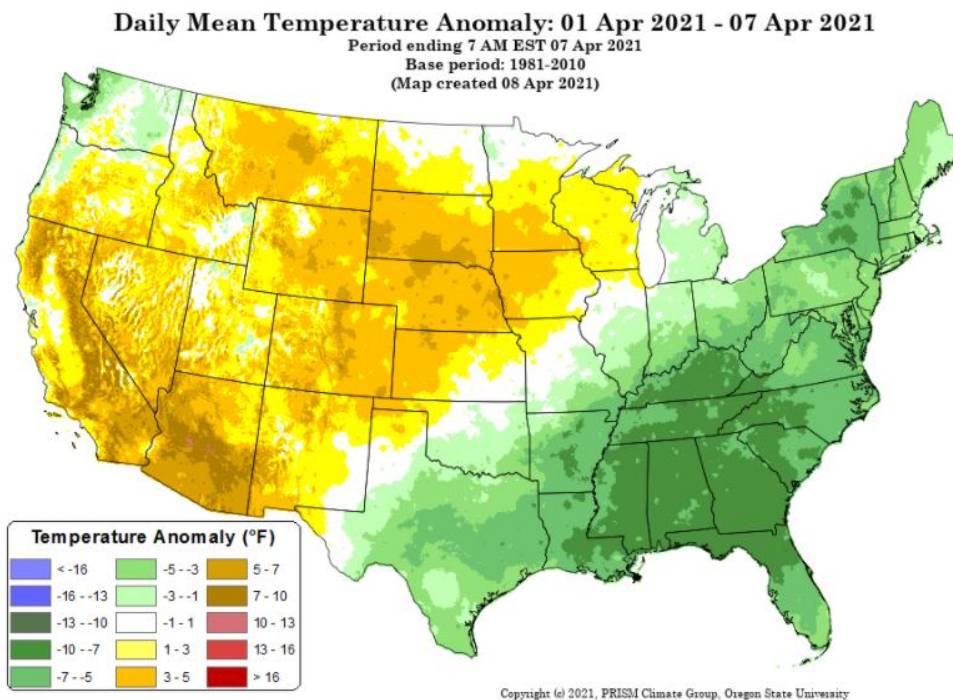 Daily Mean Temperature Anomaly: 01 Apr 2021 - 07 Apr 2021
Period ending 7 AM EST 07 Apr 2021
Base period: 1981-2010
(Map created 08 Apr 2021)
Temperature Anomaly (°F)
< -16
-16 - -13
-13 - -10
-10 - -7
-7 - -5
-5 - -3
-3 - -1
-1 - 1
1 - 3
3 - 5
5 - 7
7 - 10
10 - 13
13 - 16
> 16
Copyright (c) 2021, PRISM Climate Group, Oregon State University